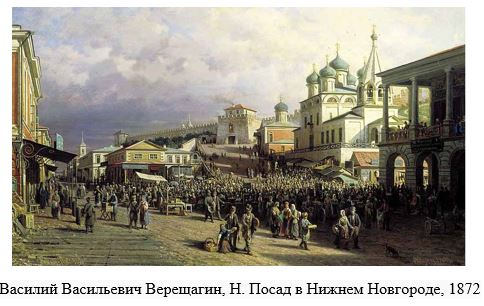 Василий Васильевич Верещагин, Н. Посад в Нижнем Новгороде, 1872